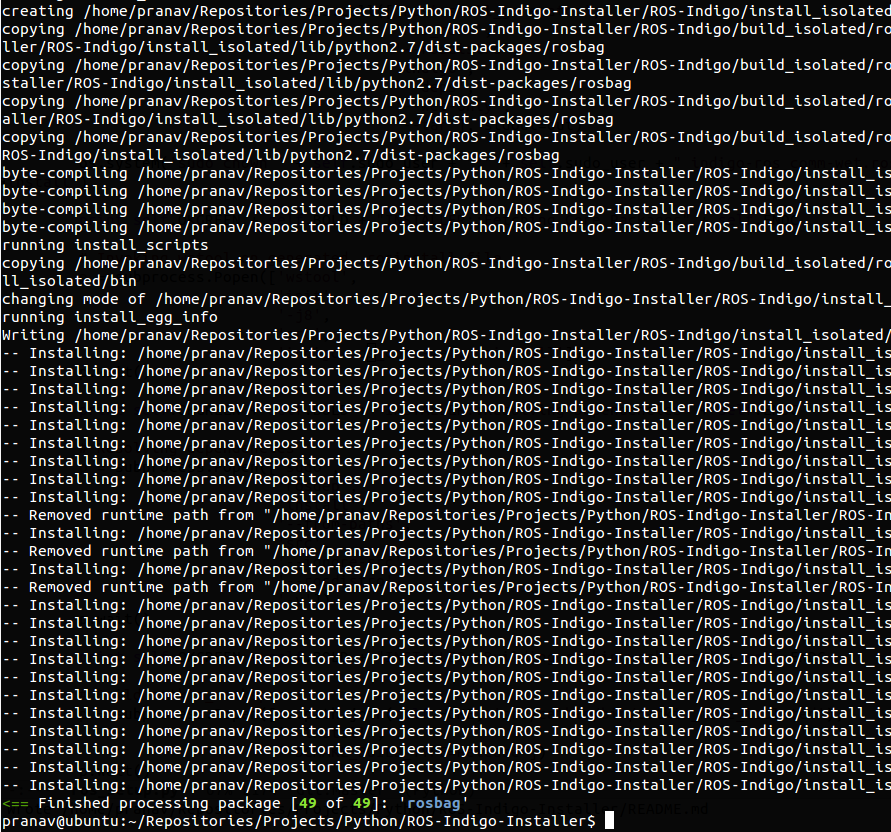 creating /home/pranav/Repositories/Projects/Python/ROS-Indigo-Installer/ROS-Indigo/install_isolated
copying /home/pranav/Repositories/Projects/Python/ROS-Indigo-Installer/ROS-Indigo/build_isolated/ro
ller/ROS-Indigo/install_isolated/lib/python2.7/dist-packages/rosbag
copying /home/pranav/Repositories/Projects/Python/ROS-Indigo-Installer/ROS-Indigo/build_isolated/ro
staller/ROS-Indigo/install_isolated/lib/python2.7/dist-packages/rosbag
copying /home/pranav/Repositories/Projects/Python/ROS-Indigo-Installer/ROS-Indigo/build_isolated/ro
aller/ROS-Indigo/install_isolated/lib/python2.7/dist-packages/rosbag
copying /home/pranav/Repositories/Projects/Python/ROS-Indigo-Installer/ROS-Indigo/build_isolated/ro
ROS-Indigo/install_isolated/lib/python2.7/dist-packages/rosbag
byte-compiling /home/pranav/Repositories/Projects/Python/ROS-Indigo-Installer/ROS-Indigo/install_is
byte-compiling /home/pranav/Repositories/Projects/Python/ROS-Indigo-Installer/ROS-Indigo/install_is
byte-compiling /home/pranav/Repositories/Projects/Python/ROS-Indigo-Installer/ROS-Indigo/install_is
byte-compiling /home/pranav/Repositories/Projects/Python/ROS-Indigo-Installer/ROS-Indigo/install_is
running install_scripts
copying /home/pranav/Repositories/Projects/Python/ROS-Indigo-Installer/ROS-Indigo/build_isolated/ro
ll_isolated/bin
changing mode of /home/pranav/Repositories/Projects/Python/ROS-Indigo-Installer/ROS-Indigo/install_
running install_egg_info
Writing /home/pranav/Repositories/Projects/Python/ROS-Indigo-Installer/ROS-Indigo/install_isolated/
-- Installing: /home/pranav/Repositories/Projects/Python/ROS-Indigo-Installer/ROS-Indigo/install_is
-- Installing: /home/pranav/Repositories/Projects/Python/ROS-Indigo-Installer/ROS-Indigo/install_is
-- Installing: /home/pranav/Repositories/Projects/Python/ROS-Indigo-Installer/ROS-Indigo/install_is
-- Installing: /home/pranav/Repositories/Projects/Python/ROS-Indigo-Installer/ROS-Indigo/install_is
-- Installing: /home/pranav/Repositories/Projects/Python/ROS-Indigo-Installer/ROS-Indigo/install_is
-- Installing: /home/pranav/Repositories/Projects/Python/ROS-Indigo-Installer/ROS-Indigo/install_is
-- Installing: /home/pranav/Repositories/Projects/Python/ROS-Indigo-Installer/ROS-Indigo/install_is
-- Installing: /home/pranav/Repositories/Projects/Python/ROS-Indigo-Installer/ROS-Indigo/install_is
-- Installing: /home/pranav/Repositories/Projects/Python/ROS-Indigo-Installer/ROS-Indigo/install_is
-- Removed runtime path from "/home/pranav/Repositories/Projects/Python/ROS-Indigo-Installer/ROS-In
-- Installing: /home/pranav/Repositories/Projects/Python/ROS-Indigo-Installer/ROS-Indigo/install_is
-- Removed runtime path from "/home/pranav/Repositories/Projects/Python/ROS-Indigo-Installer/ROS-In
-- Installing: /home/pranav/Repositories/Projects/Python/ROS-Indigo-Installer/ROS-Indigo/install_is
-- Removed runtime path from "/home/pranav/Repositories/Projects/Python/ROS-Indigo-Installer/ROS-In
-- Installing: /home/pranav/Repositories/Projects/Python/ROS-Indigo-Installer/ROS-Indigo/install_is
-- Installing: /home/pranav/Repositories/Projects/Python/ROS-Indigo-Installer/ROS-Indigo/install_is
-- Installing: /home/pranav/Repositories/Projects/Python/ROS-Indigo-Installer/ROS-Indigo/install_is
-- Installing: /home/pranav/Repositories/Projects/Python/ROS-Indigo-Installer/ROS-Indigo/install_is
-- Installing: /home/pranav/Repositories/Projects/Python/ROS-Indigo-Installer/ROS-Indigo/install_is
-- Installing: /home/pranav/Repositories/Projects/Python/ROS-Indigo-Installer/ROS-Indigo/install_is
-- Installing: /home/pranav/Repositories/Projects/Python/ROS-Indigo-Installer/ROS-Indigo/install_is
-- Installing: /home/pranav/Repositories/Projects/Python/ROS-Indigo-Installer/ROS-Indigo/install_is
-- Installing: /home/pranav/Repositories/Projects/Python/ROS-Indigo-Installer/ROS-Indigo/install_is
-- Installing: /home/pranav/Repositories/Projects/Python/ROS-Indigo-Installer/ROS-Indigo/install_is
-- Installing: /home/pranav/Repositories/Projects/Python/ROS-Indigo-Installer/ROS-Indigo/install_is
<== Finished processing package [49 of 49]: 'rosbag'
pranav@ubuntu:~/Repositories/Projects/Python/ROS-Indigo-Installer$